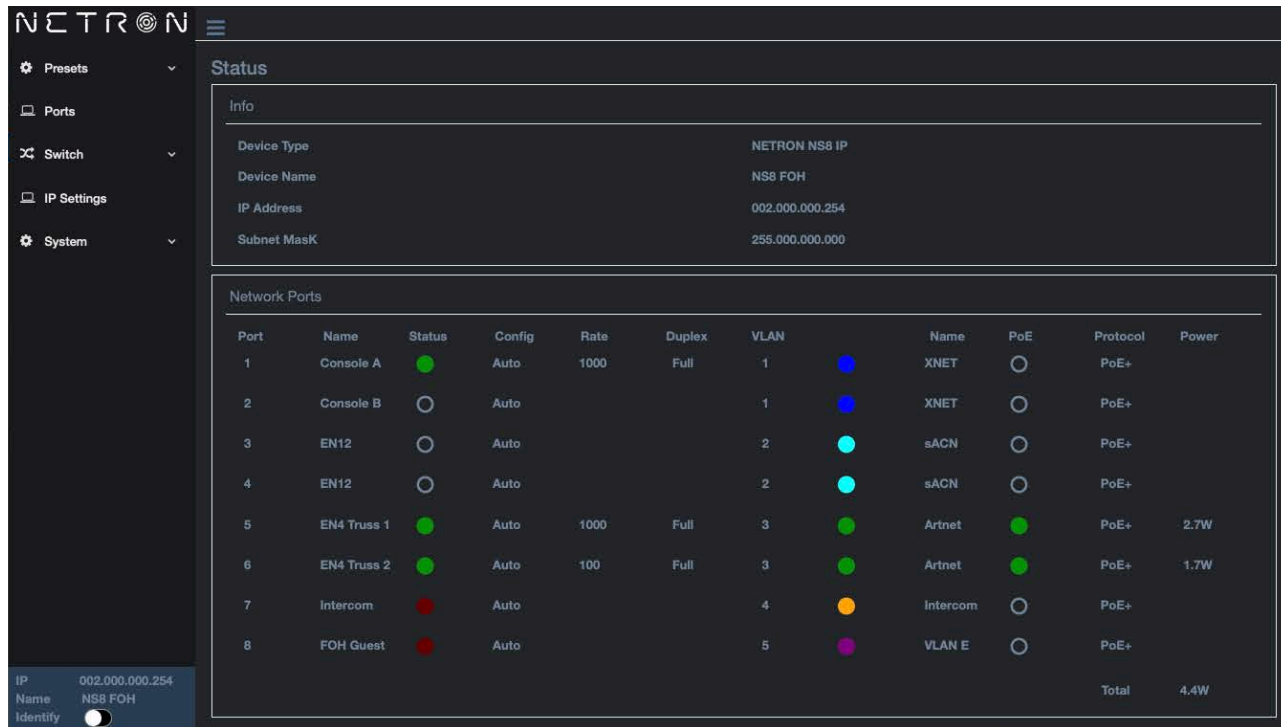 NETRON
Presets
Ports
Switch
IP Settings
System
IP 002.000.000.254
Name NS8 FOH
Identify
Status
Info
Device Type NETRON NS8 IP
Device Name NS8 FOH
IP Address 002.000.000.254
Subnet MasK 255.000.000.000
Network Ports
Port Name Status Config Rate Duplex VLAN Name PoE Protocol Power
1 Console A Auto 1000 Full 1 XNET PoE+
2 Console B Auto 1 XNET PoE+
3 EN12 Auto 2 sACN PoE+
4 EN12 Auto 2 sACN PoE+
5 EN4 Truss 1 Auto 1000 Full 3 Artnet PoE+ 2.7W
6 EN4 Truss 2 Auto 100 Full 3 Artnet PoE+ 1.7W
7 Intercom Auto 4 Intercom PoE+
8 FOH Guest Auto 5 VLAN E PoE+
Total 4.4W